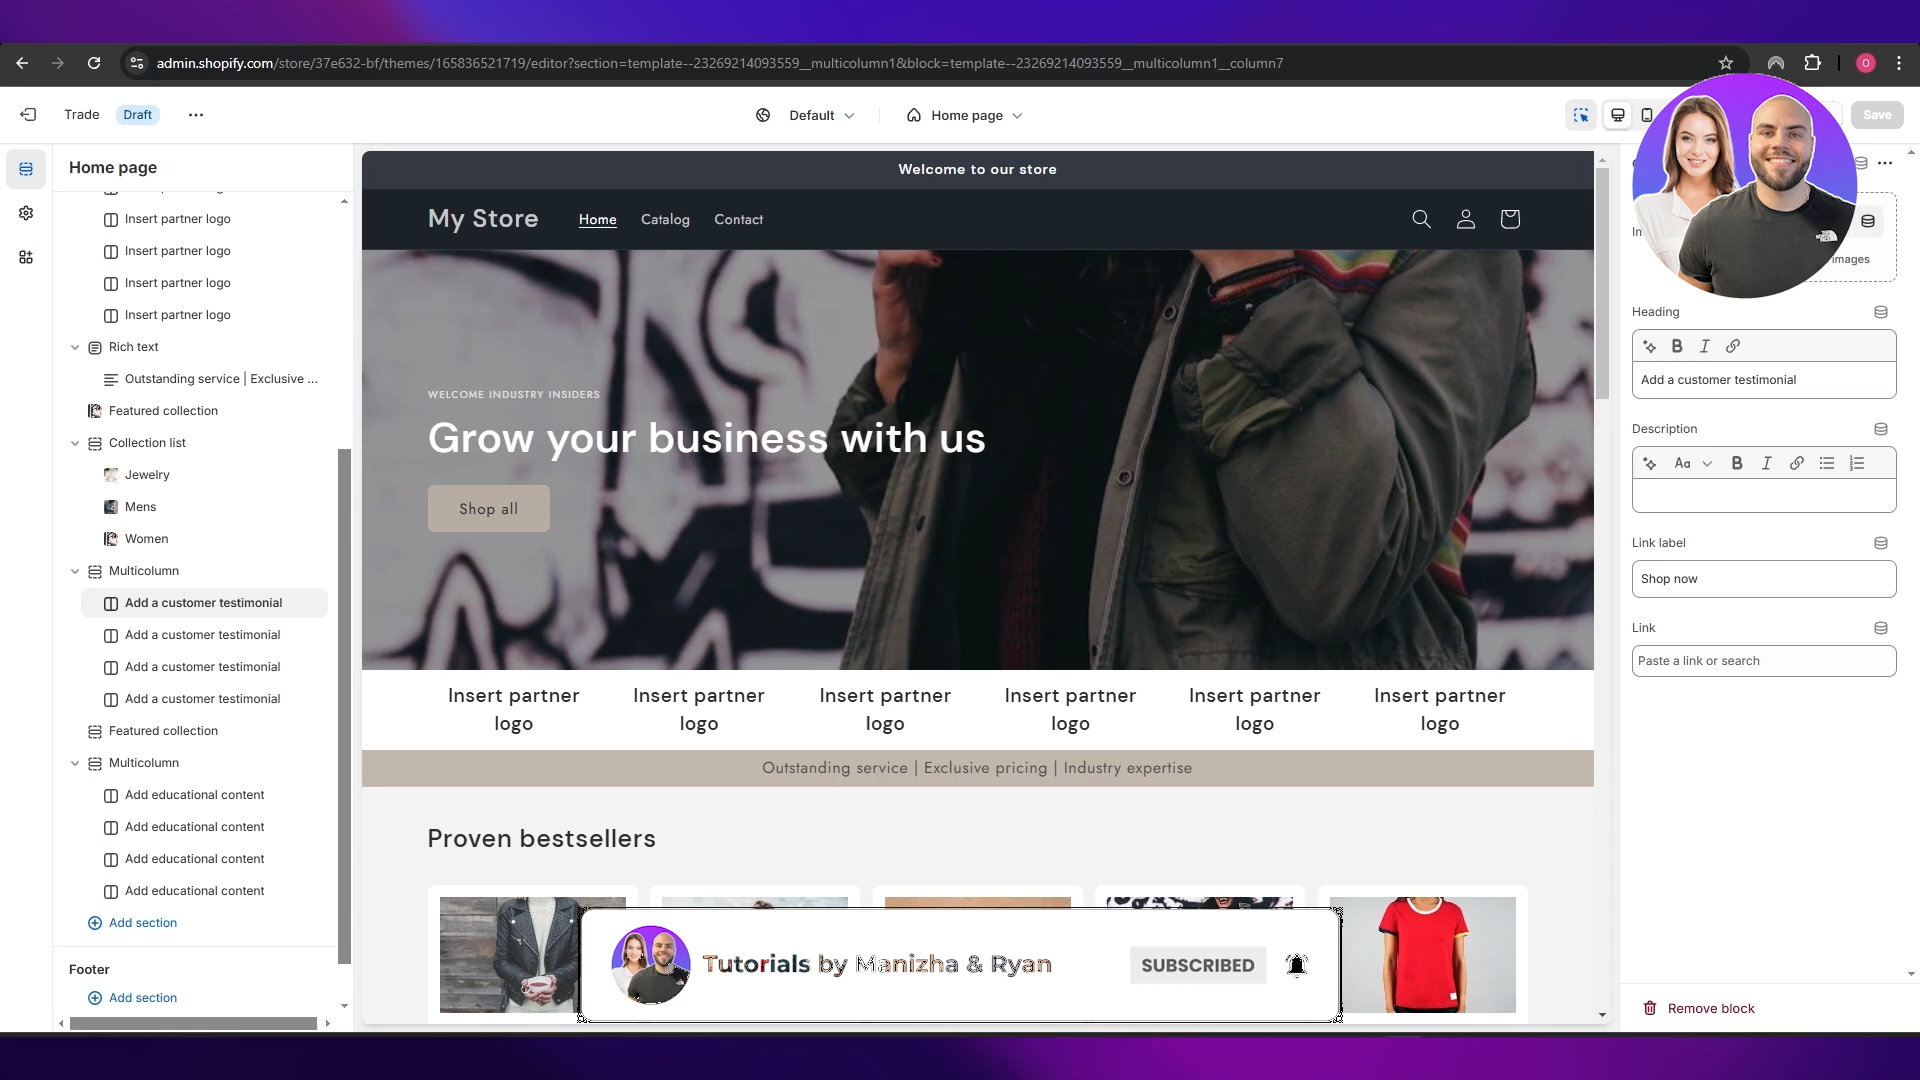 admin.shopify.com/store/37e632-bf/themes/165836521719/editor?section=template--23269214093559__multicolumn1&block=template--23269214093559__multicolumn1__column7
O
Trade
Draft
Default
Home page
Save
Home page
Insert partner logo
Insert partner logo
Insert partner logo
Insert partner logo
Rich text
Outstanding service | Exclusive ...
Featured collection
Collection list
Jewelry
Mens
Women
Multicolumn
Add a customer testimonial
Add a customer testimonial
Add a customer testimonial
Add a customer testimonial
Featured collection
Multicolumn
Add educational content
Add educational content
Add educational content
Add educational content
Add section
Footer
Add section
Welcome to our store
My Store
Home
Catalog
Contact
WELCOME INDUSTRY INSIDERS
Grow your business with us
Shop all
Insert partner
logo
Insert partner
logo
Insert partner
logo
Insert partner
logo
Insert partner
logo
Insert partner
logo
Outstanding service | Exclusive pricing | Industry expertise
Proven bestsellers
Tutorials by Manizha & Ryan
SUBSCRIBED
images
Heading
B I
Add a customer testimonial
Description
Aa B I
Link label
Shop now
Link
Paste a link or search
Remove block